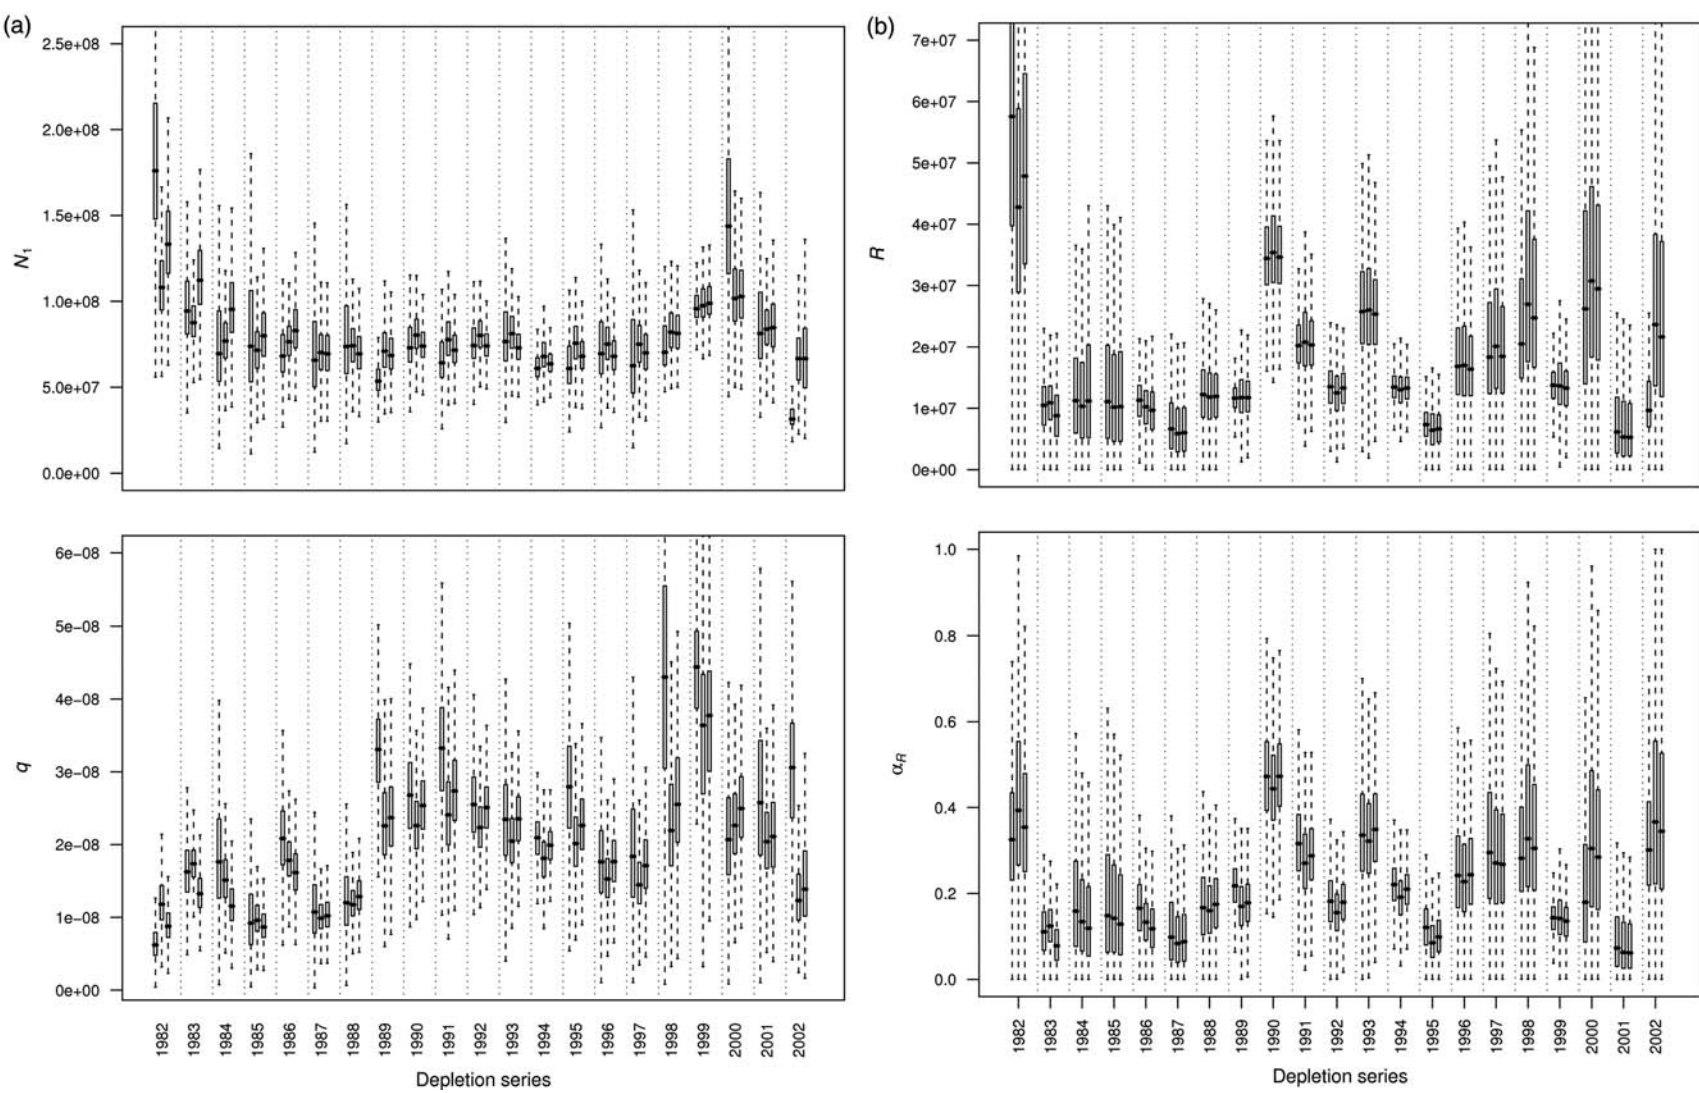 (a)
N1
2.5e+08
2.0e+08
1.5e+08
1.0e+08
5.0e+07
0.0e+00
(b)
R
7e+07
6e+07
5e+07
4e+07
3e+07
2e+07
1e+07
0e+00
q
6e−08
5e−08
4e−08
3e−08
2e−08
1e−08
0e+00
1982 1983 1984 1985 1986 1987 1988 1989 1990 1991 1992 1993 1994 1995 1996 1997 1998 1999 2000 2001 2002
Depletion series
αR
1.0
0.8
0.6
0.4
0.2
0.0
1982 1983 1984 1985 1986 1987 1988 1989 1990 1991 1992 1993 1994 1995 1996 1997 1998 1999 2000 2001 2002
Depletion series